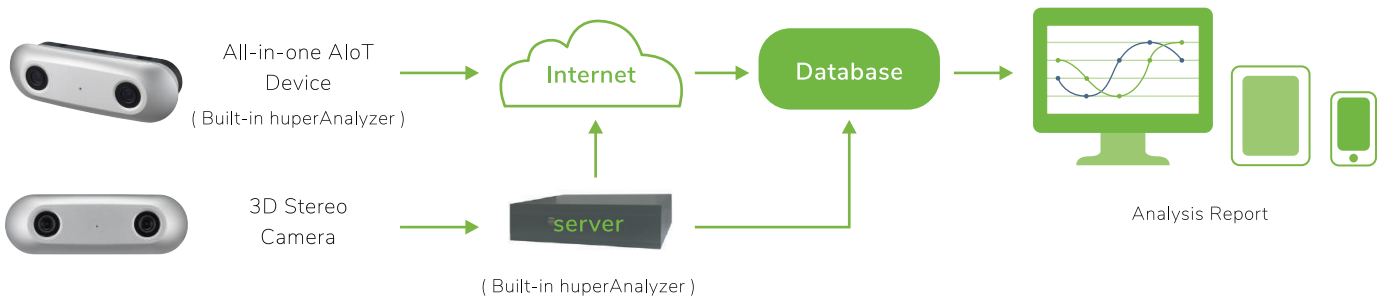 All-in-one AIoT
Device
( Built-in huperAnalyzer )
Internet
Database
3D Stereo
Camera
server
( Built-in huperAnalyzer )
Analysis Report